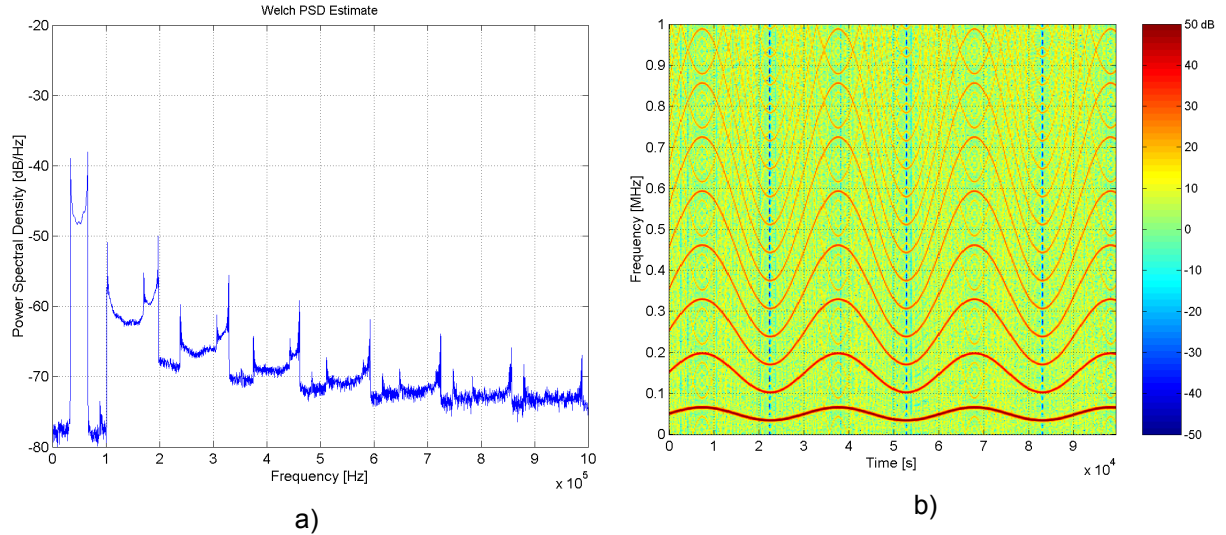 Welch PSD Estimate
Power Spectral Density [dB/Hz]
-20
-30
-40
-50
-60
-70
-80
0 1 2 3 4 5 6 7 8 9 10
Frequency [Hz]
x 10^5
a)
Frequency [MHz]
1
0.9
0.8
0.7
0.6
0.5
0.4
0.3
0.2
0.1
0
0 1 2 3 4 5 6 7 8 9
Time [s]
x 10^4
50 dB
40
30
20
10
0
-10
-20
-30
-40
-50
b)